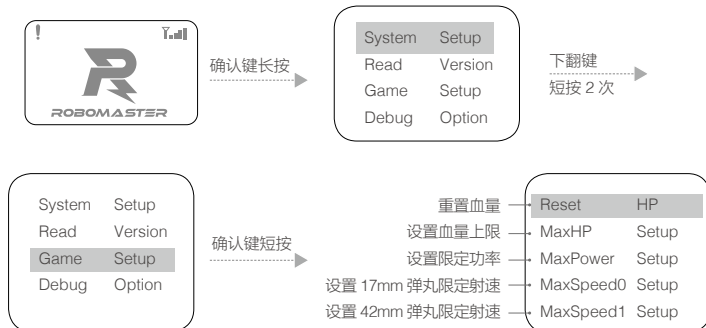 !
ROBOMASTER
确认键长按
System Setup
Read Version
Game Setup
Debug Option
下翻键
短按 2 次
System Setup
Read Version
Game Setup
Debug Option
确认键短按
重置血量 Reset HP
设置血量上限 MaxHP Setup
设置限定功率 MaxPower Setup
设置 17mm 弹丸限定射速 MaxSpeed0 Setup
设置 42mm 弹丸限定射速 MaxSpeed1 Setup